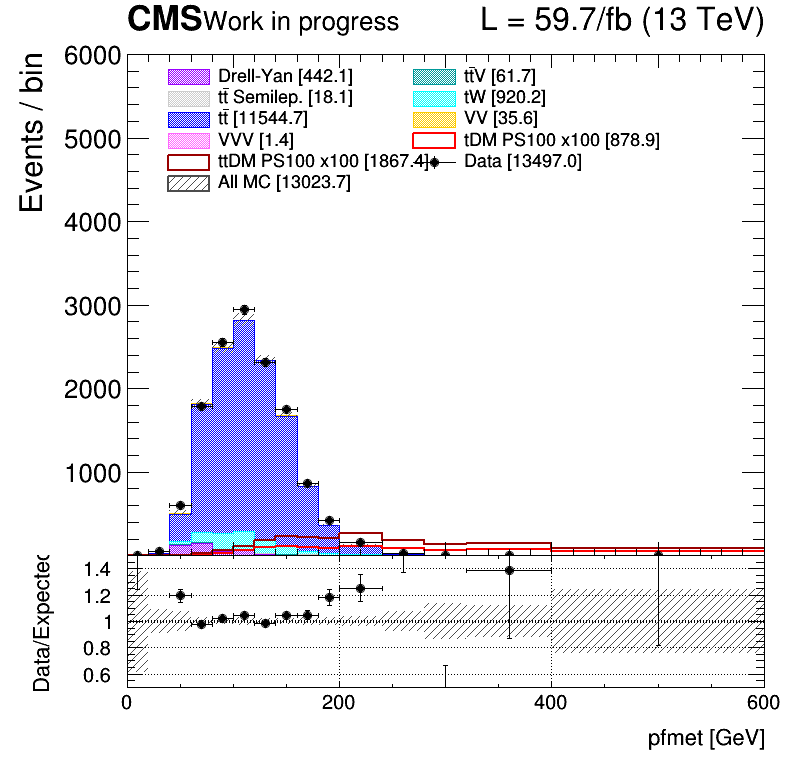 CMS Work in progress L = 59.7/fb (13 TeV)
Events / bin
6000
5000
4000
3000
2000
1000
Drell-Yan [442.1]
tt̄V [61.7]
tt̄ Semilep. [18.1]
tW [920.2]
tt̄ [11544.7]
VV [35.6]
VVV [1.4]
tDM PS100 x100 [878.9]
ttDM PS100 x100 [1867.4]
Data [13497.0]
All MC [13023.7]
Data/Expected
1.4
1.2
1
0.8
0.6
0 200 400 600
pfmet [GeV]